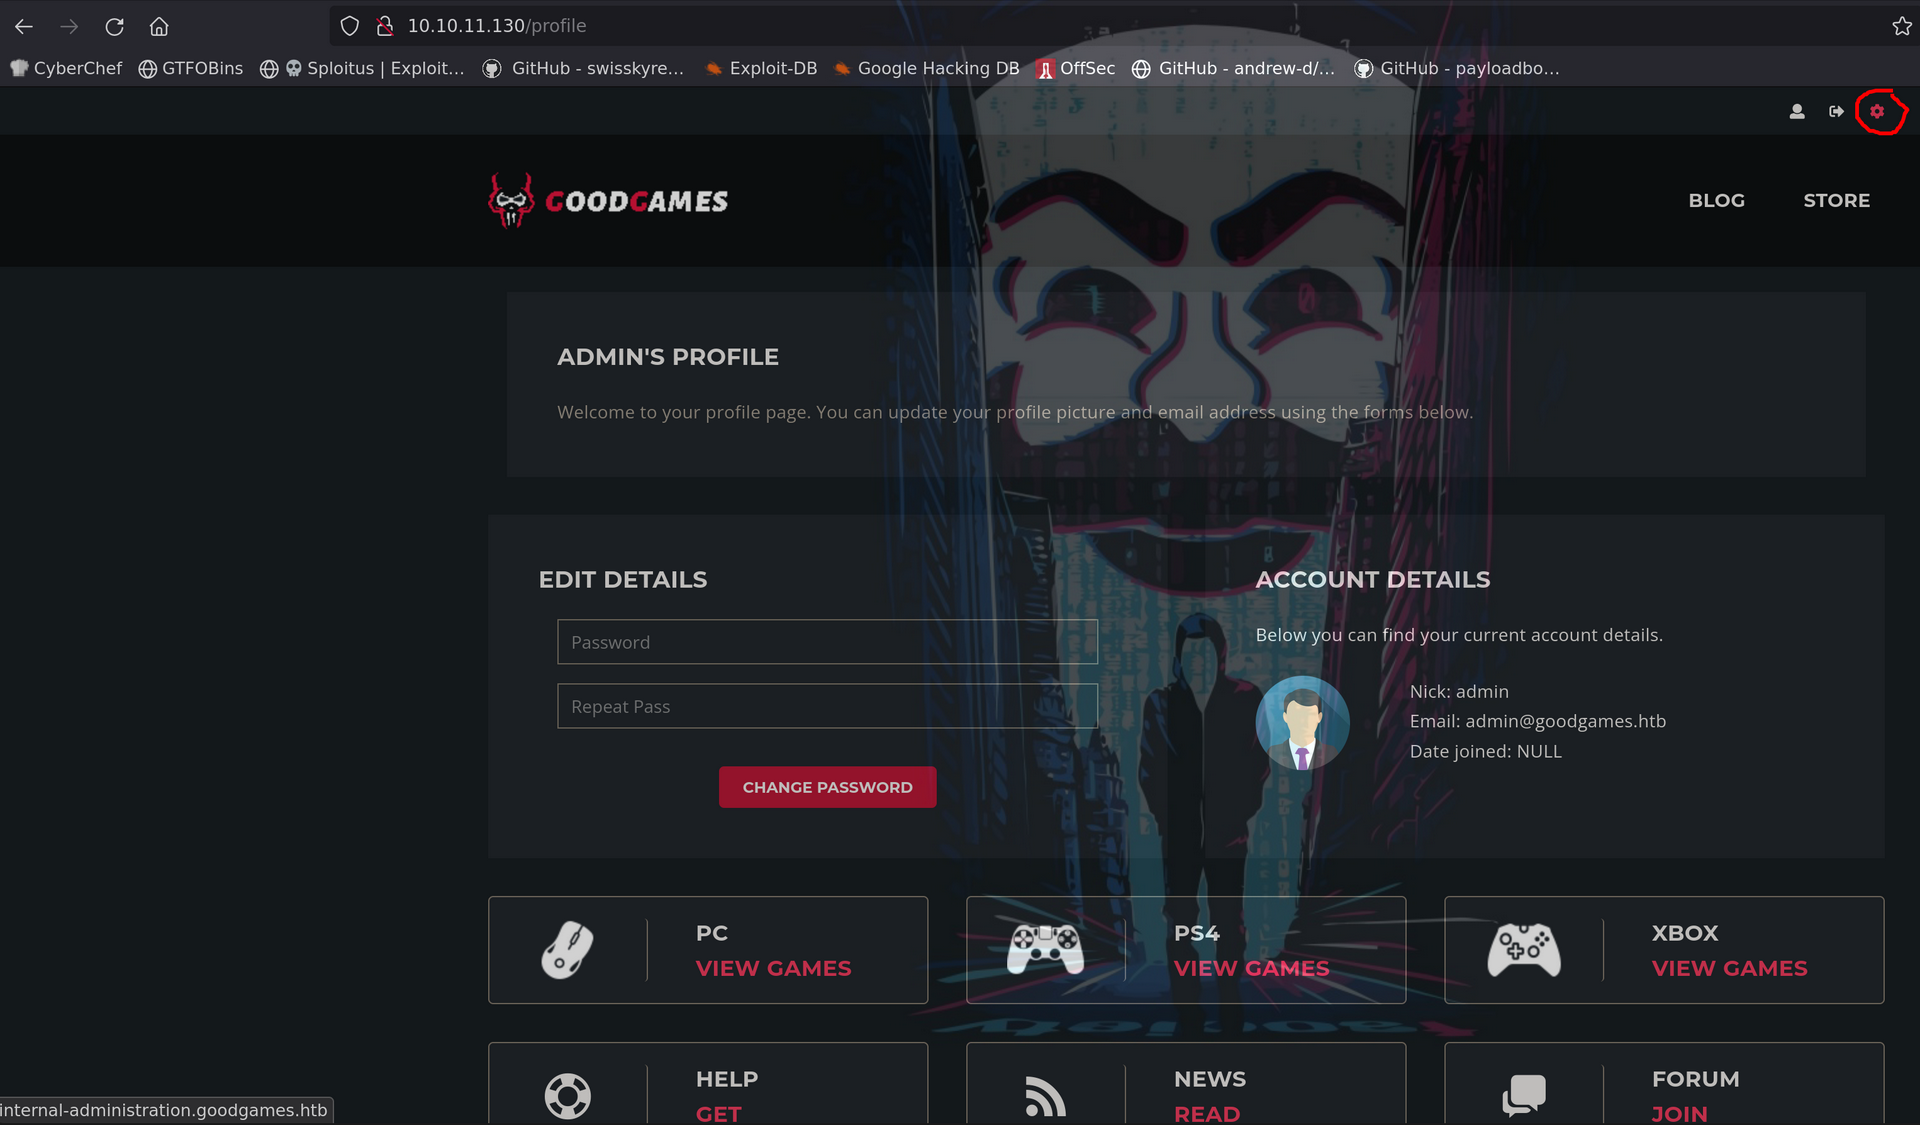 10.10.11.130/profile
CyberChef GTFOBins Sploitus | Exploit... GitHub - swisskyre... Exploit-DB Google Hacking DB OffSec GitHub - andrew-d/... GitHub - payloadbo...
GOODGAMES
BLOG STORE
ADMIN'S PROFILE
Welcome to your profile page. You can update your profile picture and email address using the forms below.
EDIT DETAILS
Password
Repeat Pass
CHANGE PASSWORD
ACCOUNT DETAILS
Below you can find your current account details.
Nick: admin
Email: admin@goodgames.htb
Date joined: NULL
PC
VIEW GAMES
PS4
VIEW GAMES
XBOX
VIEW GAMES
HELP
GET
NEWS
READ
FORUM
JOIN
internal-administration.goodgames.htb